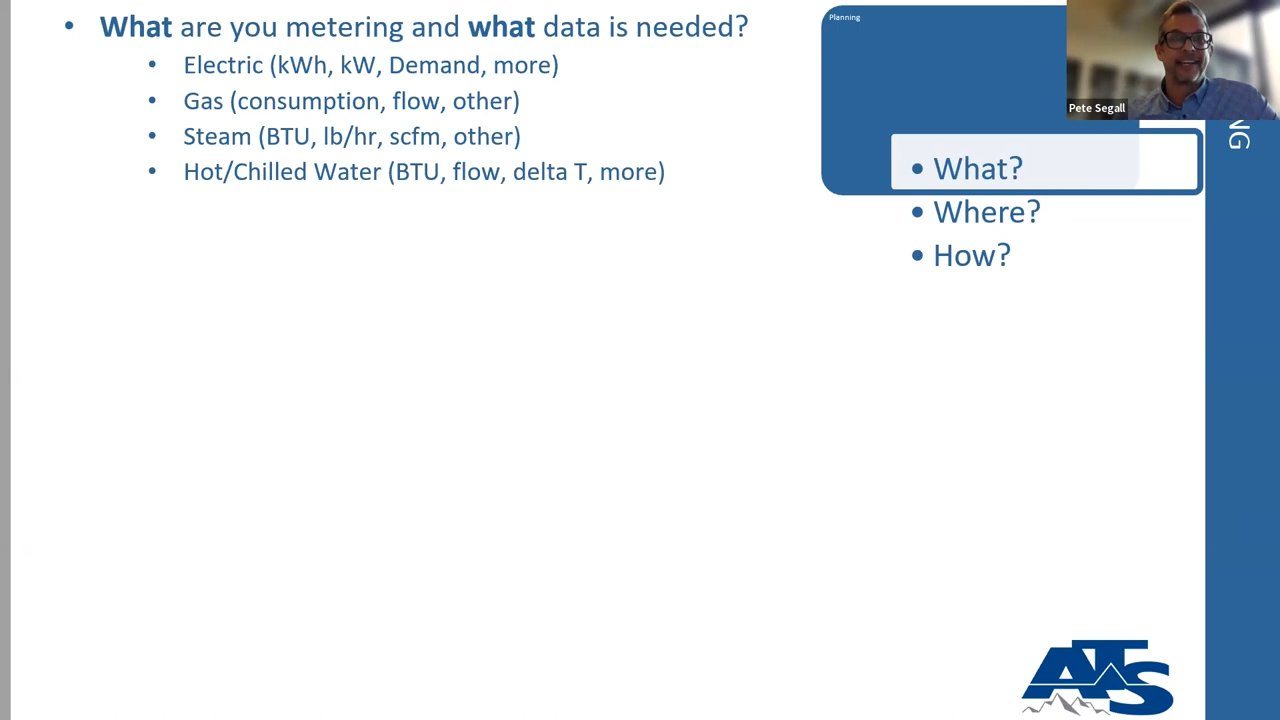 • What are you metering and what data is needed?
• Electric (kWh, kW, Demand, more)
• Gas (consumption, flow, other)
• Steam (BTU, lb/hr, scfm, other)
• Hot/Chilled Water (BTU, flow, delta T, more)
Planning
• What?
• Where?
• How?
Pete Segall
NG
ATS